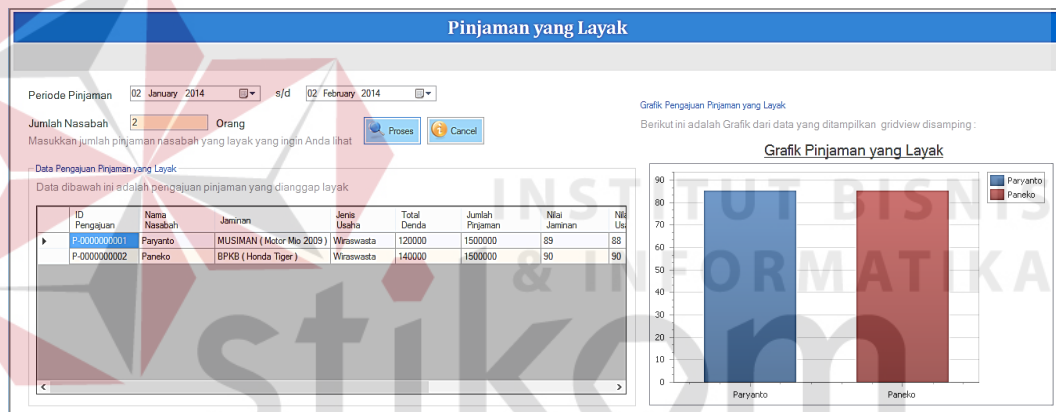 Pinjaman yang Layak
Periode Pinjaman 02 January 2014 s/d 02 February 2014
Jumlah Nasabah 2 Orang
Masukkan jumlah pinjaman nasabah yang layak yang ingin Anda lihat
Proses Cancel
Data Pengajuan Pinjaman yang Layak
Data dibawah ini adalah pengajuan pinjaman yang dianggap layak
ID Pengajuan Nama Nasabah Jaminan Jenis Usaha Total Denda Jumlah Pinjaman Nilai Jaminan
P-0000000001 Paryanto MUSIMAN ( Motor Mio 2009 ) Wiraswasta 120000 1500000 89 88
P-0000000002 Paneko BPKB ( Honda Tiger ) Wiraswasta 140000 1500000 90 90
Grafik Pengajuan Pinjaman yang Layak
Berikut ini adalah Grafik dari data yang ditampilkan gridview disamping :
Grafik Pinjaman yang Layak
90
80
70
60
50
40
30
20
10
0
Paryanto Paneko
Paryanto
Paneko
INSTITUT BISNIS
& INFORMATIKA
stikom